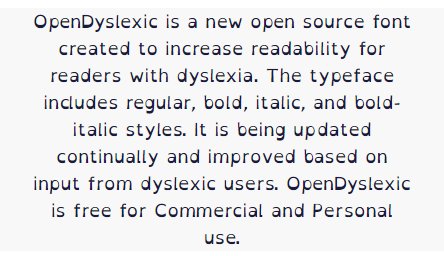 OpenDyslexic is a new open source font
created to increase readability for
readers with dyslexia. The typeface
includes regular, bold, italic, and bold-
italic styles. It is being updated
continually and improved based on
input from dyslexic users. OpenDyslexic
is free for Commercial and Personal
use.